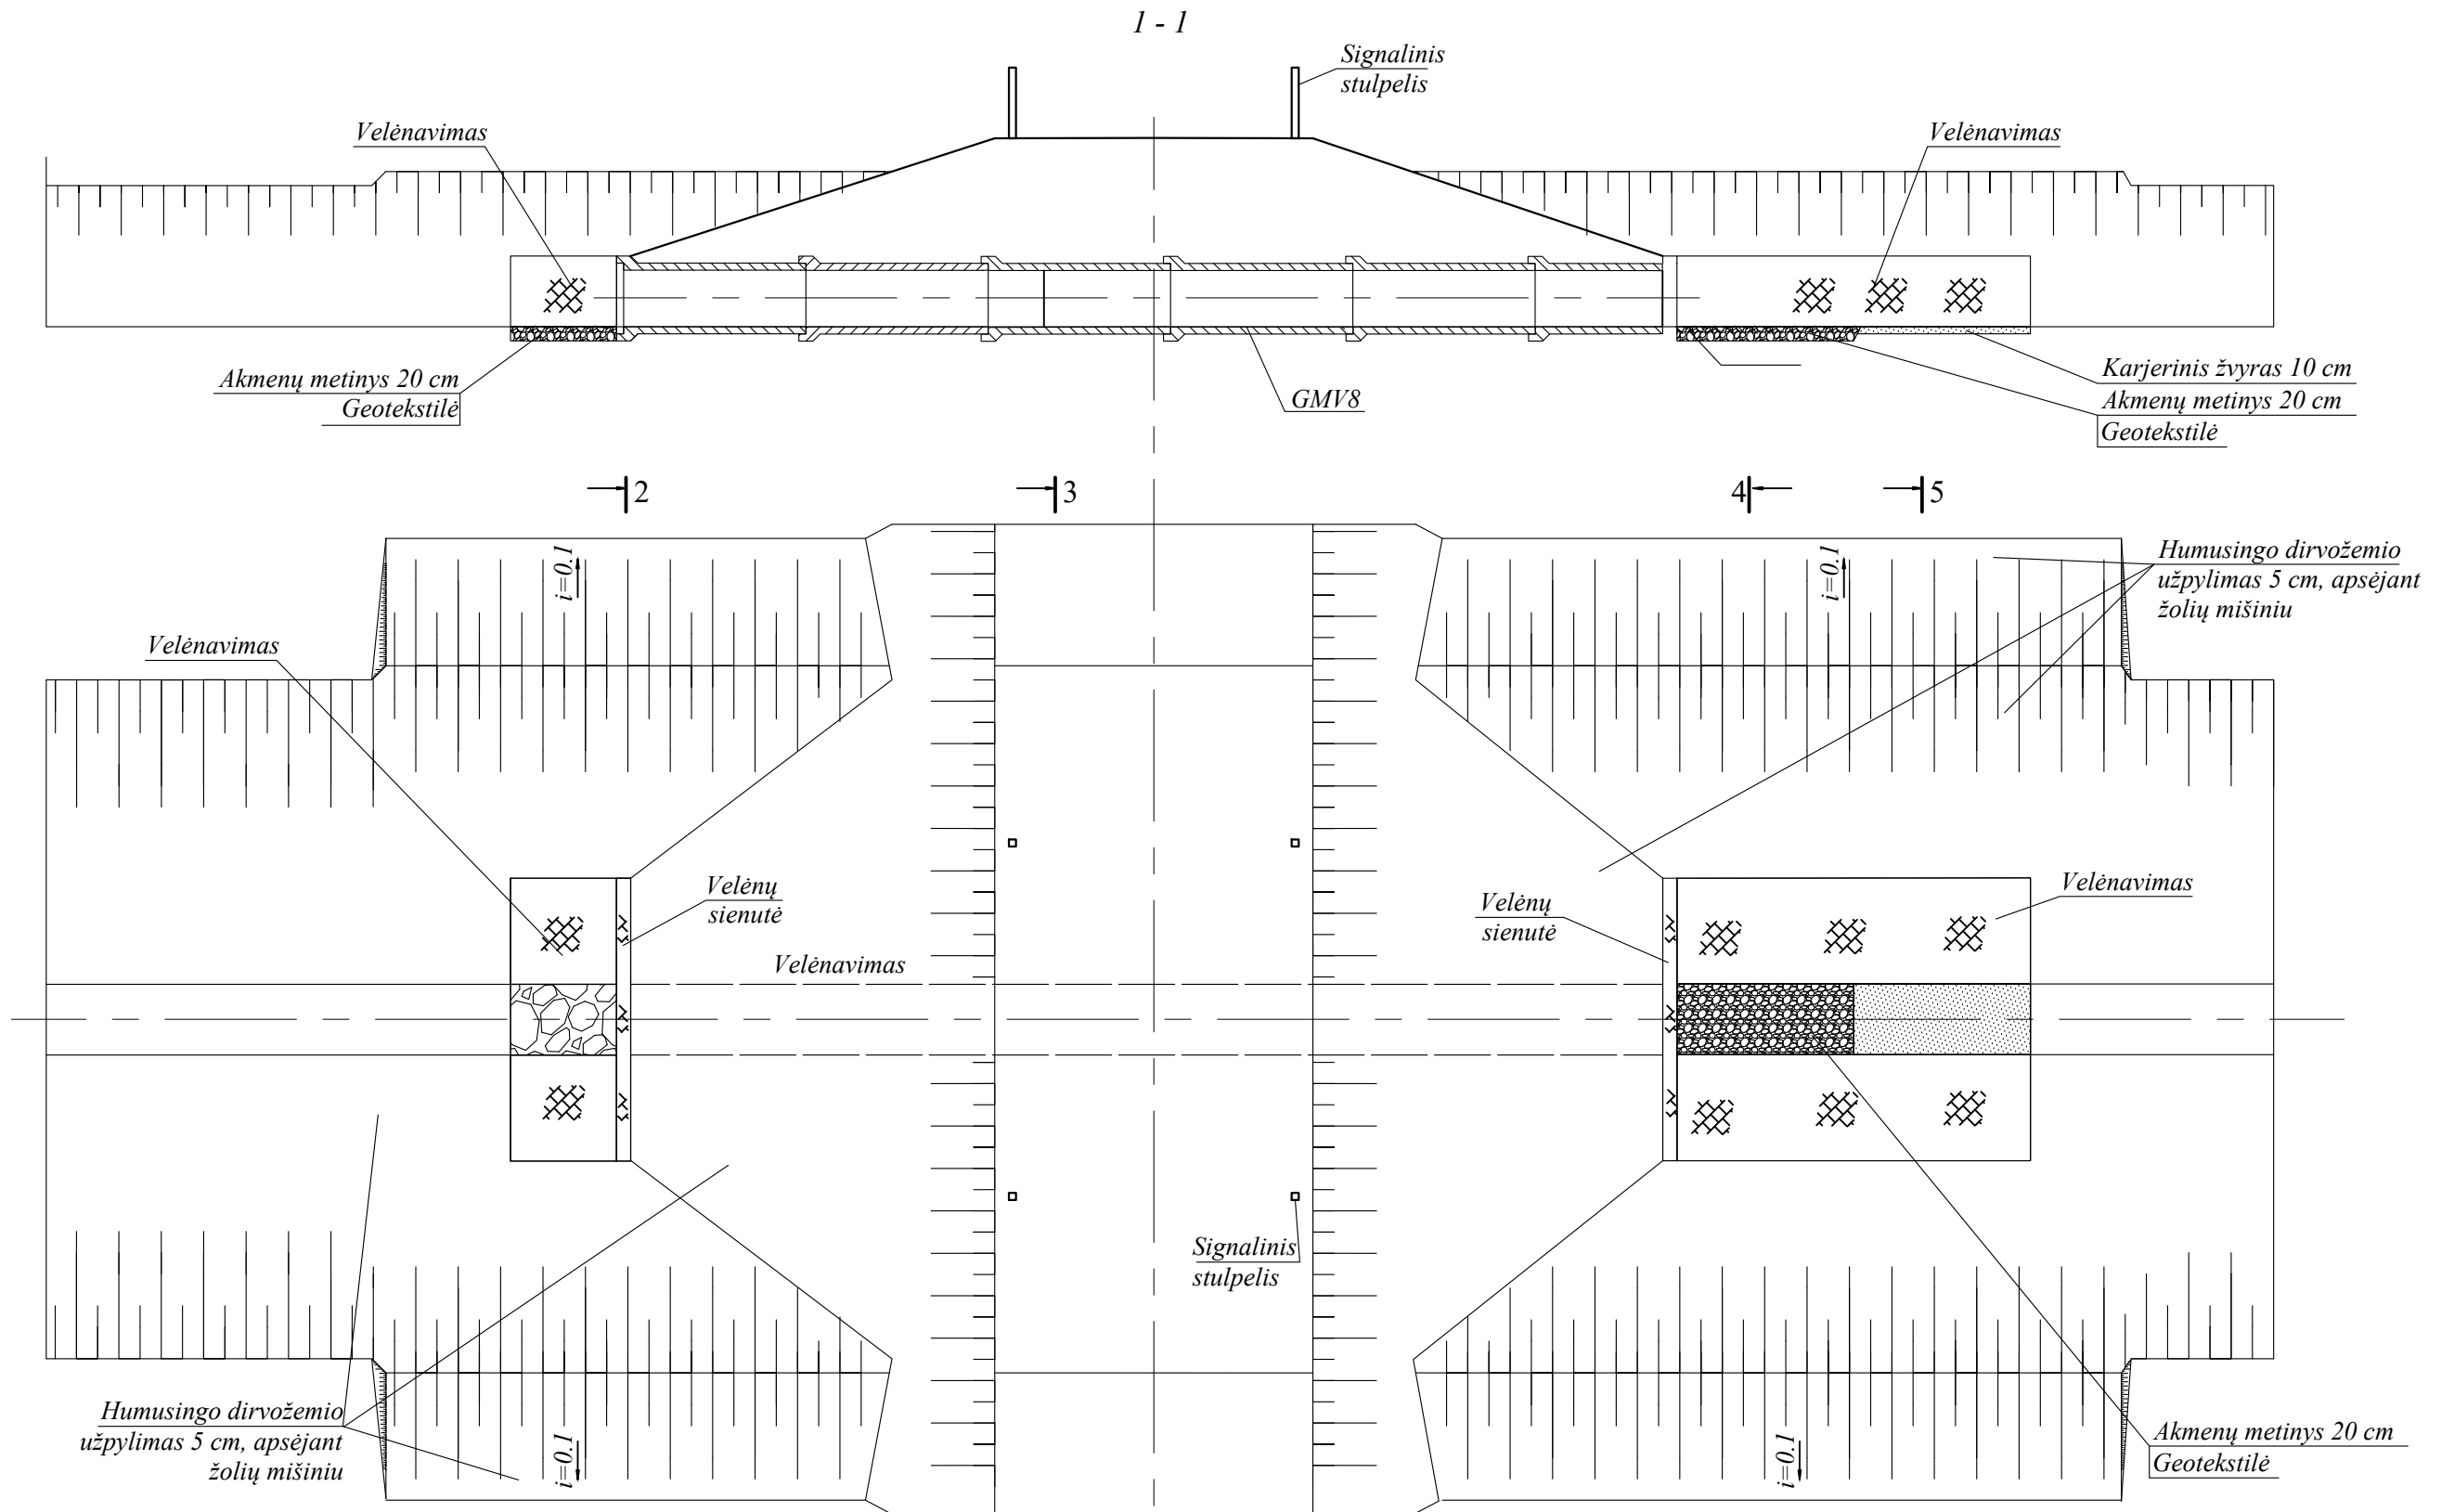 1 - 1
Signalinis
stulpelis
Velėnavimas
Velėnavimas
Akmenų metinys 20 cm
Geotekstilė
GMV8
Karjerinis žvyras 10 cm
Akmenų metinys 20 cm
Geotekstilė
2
3
4
5
i=0.1
i=0.1
Humusingo dirvožemio
užpylimas 5 cm, apsėjant
žolių mišiniu
Velėnavimas
Velėnų
sienutė
Velėnavimas
Velėnų
sienutė
Velėnavimas
Signalinis
stulpelis
Humusingo dirvožemio
užpylimas 5 cm, apsėjant
žolių mišiniu
i=0.1
i=0.1
Akmenų metinys 20 cm
Geotekstilė